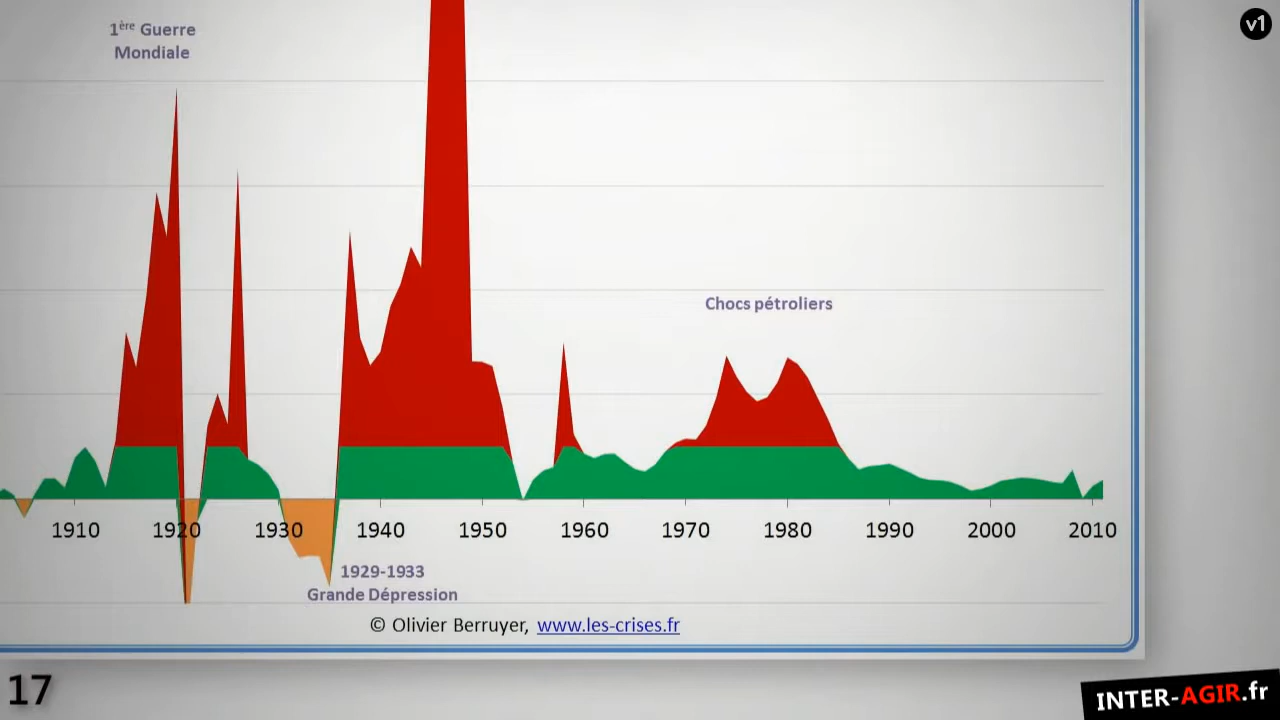 1ère Guerre
Mondiale
v1
Chocs pétroliers
1910 1920 1930 1940 1950 1960 1970 1980 1990 2000 2010
1929-1933
Grande Dépression
© Olivier Berruyer, www.les-crises.fr
17
INTER-AGIR.fr